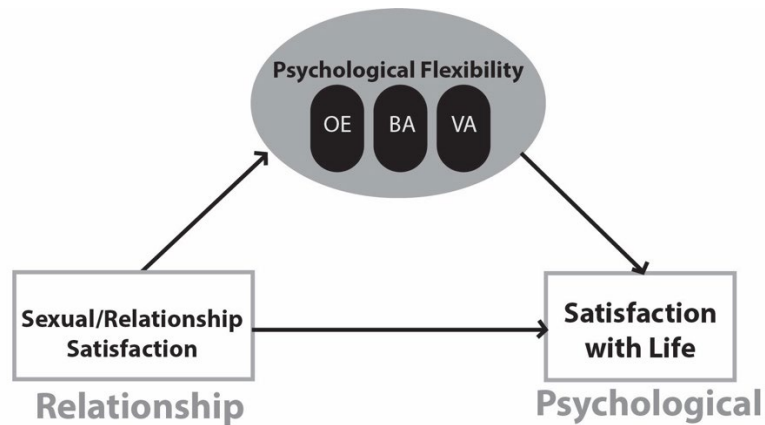 Psychological Flexibility
OE BA VA
Sexual/Relationship
Satisfaction
Relationship
Satisfaction
with Life
Psychological